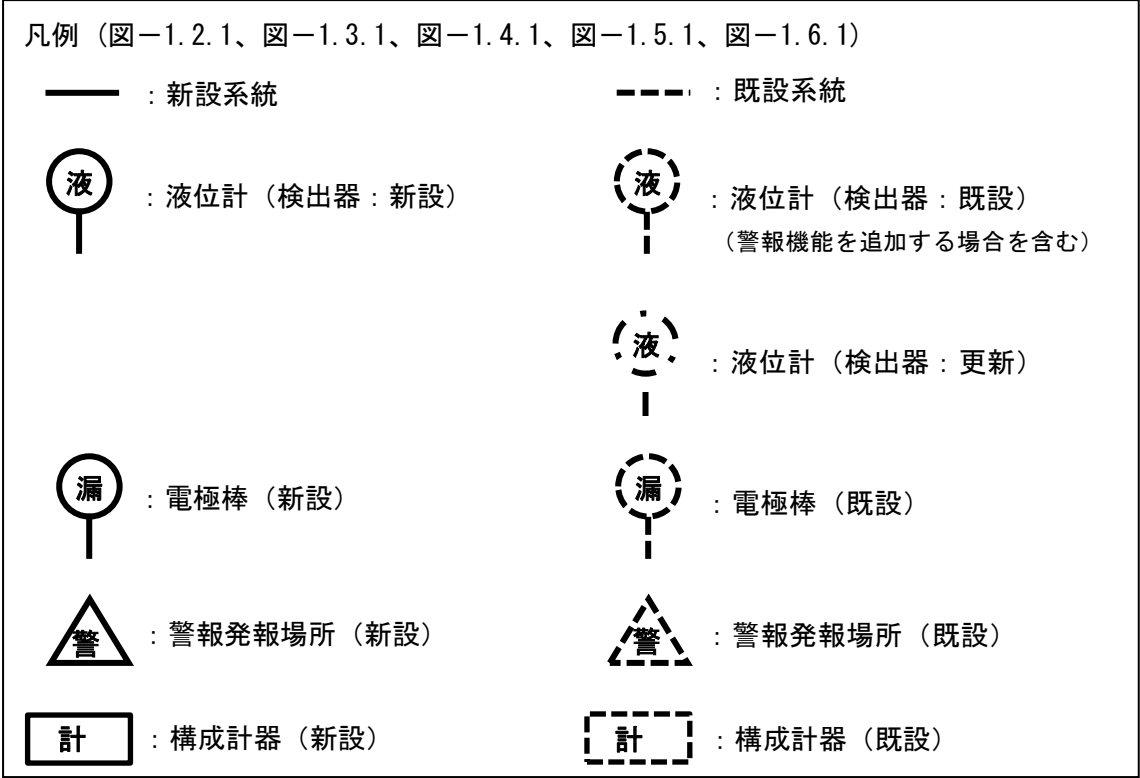 凡例（図－1.2.1、図－1.3.1、図－1.4.1、図－1.5.1、図－1.6.1）
：新設系統
：既設系統
液 ：液位計（検出器：新設）
液 ：液位計（検出器：既設）
（警報機能を追加する場合を含む）
液 ：液位計（検出器：更新）
漏 ：電極棒（新設）
漏 ：電極棒（既設）
警 ：警報発報場所（新設）
警 ：警報発報場所（既設）
計 ：構成計器（新設）
計 ：構成計器（既設）